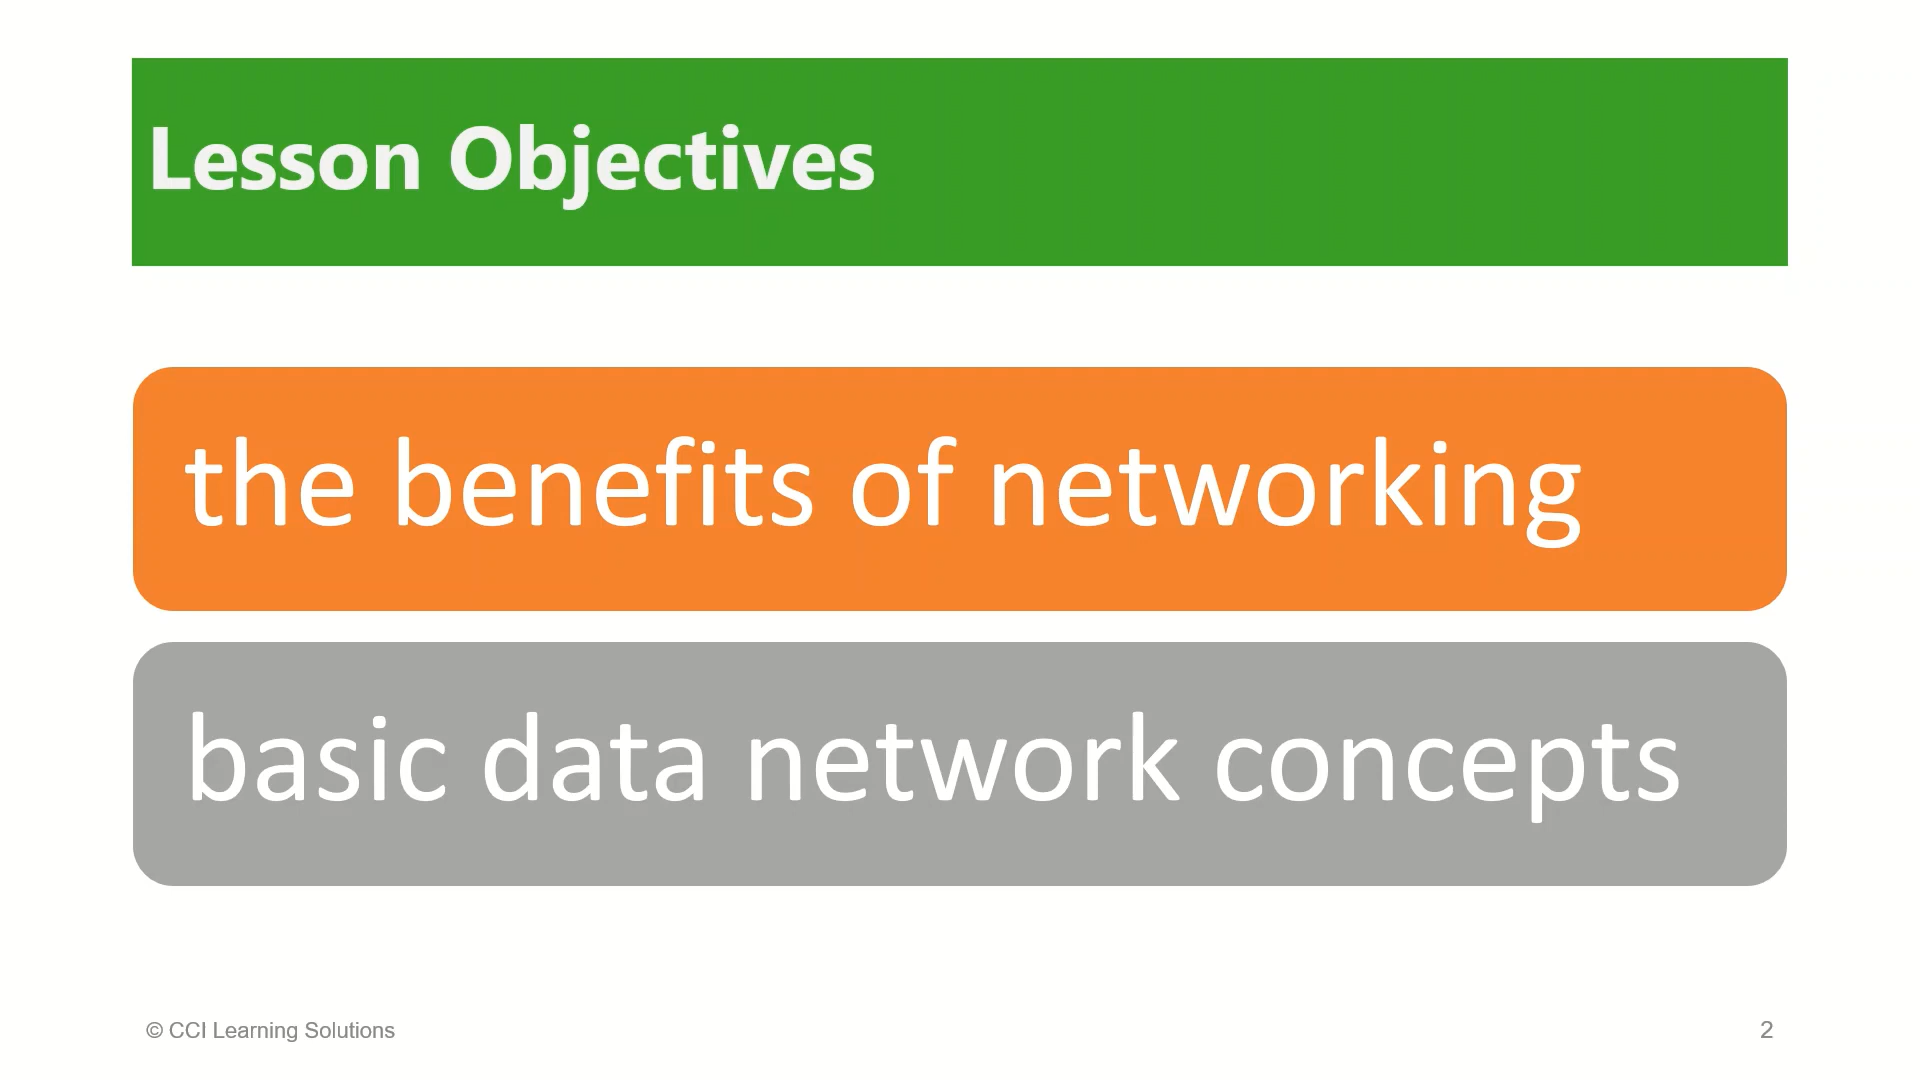 Lesson Objectives
the benefits of networking
basic data network concepts
© CCI Learning Solutions
2